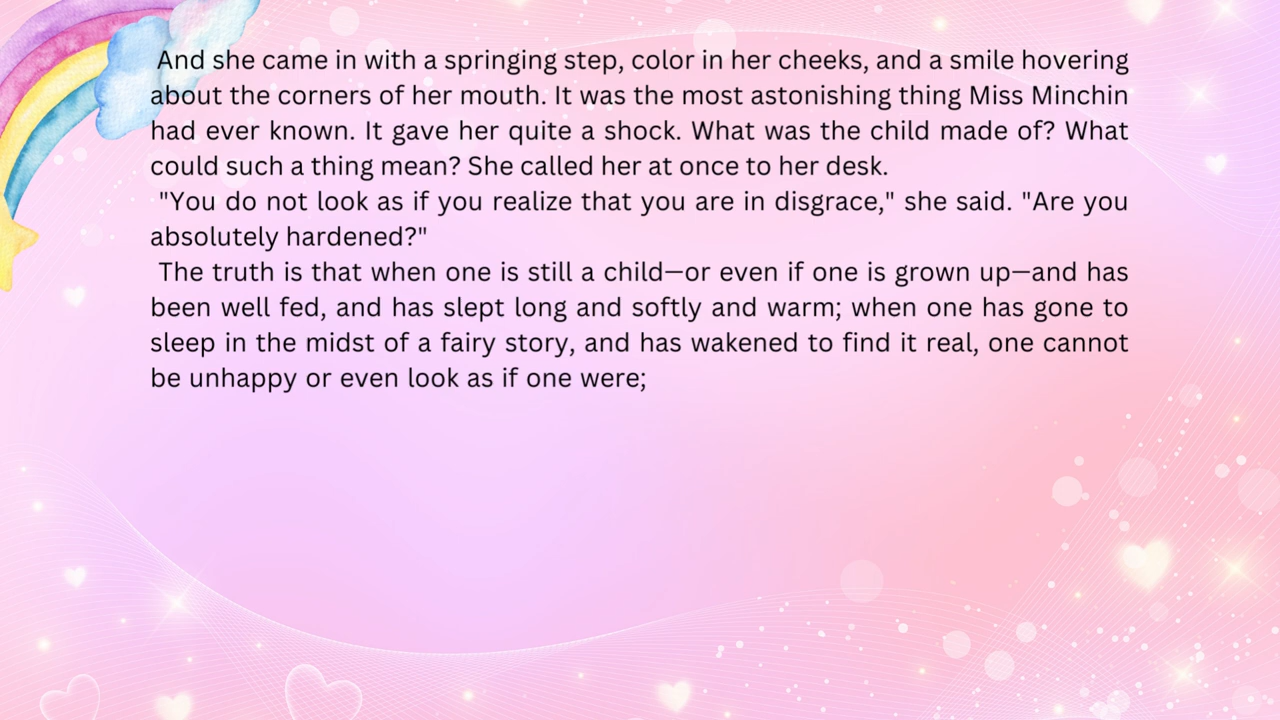 And she came in with a springing step, color in her cheeks, and a smile hovering
about the corners of her mouth. It was the most astonishing thing Miss Minchin
had ever known. It gave her quite a shock. What was the child made of? What
could such a thing mean? She called her at once to her desk.
"You do not look as if you realize that you are in disgrace," she said. "Are you
absolutely hardened?"
The truth is that when one is still a child—or even if one is grown up—and has
been well fed, and has slept long and softly and warm; when one has gone to
sleep in the midst of a fairy story, and has wakened to find it real, one cannot
be unhappy or even look as if one were;